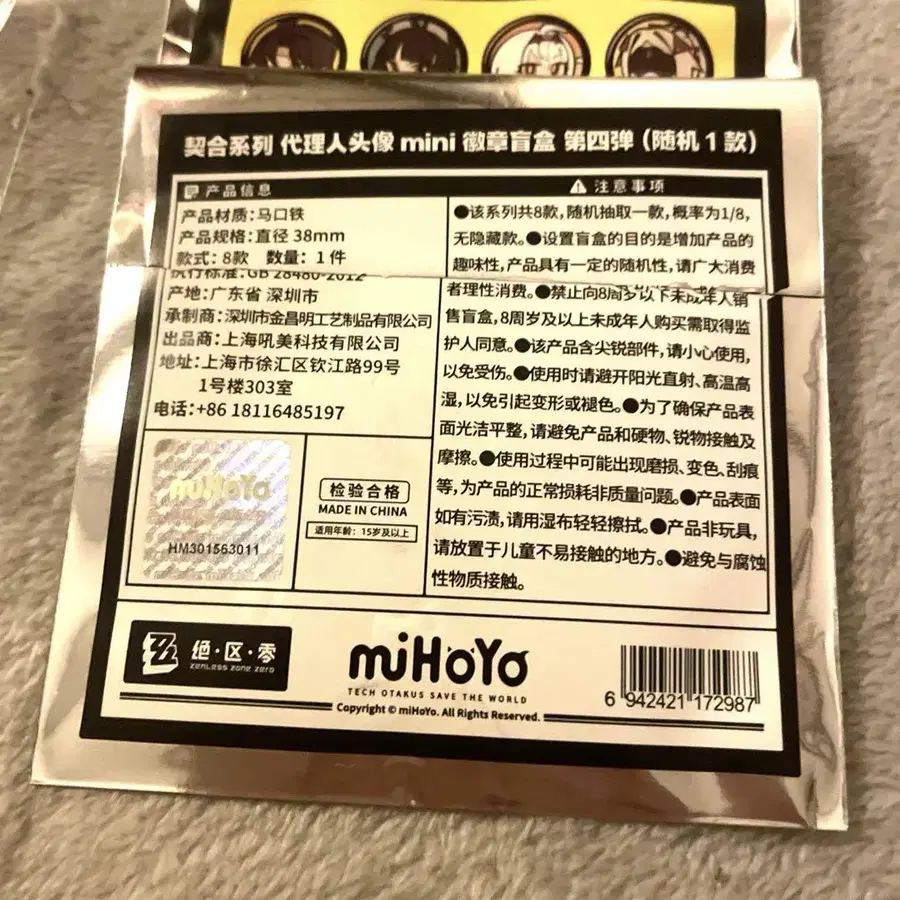 契合系列 代理人头像 mini 徽章盲盒 第四弹（随机1款）
产品信息
产品材质：马口铁
产品规格：直径 38mm
款式：8款 数量：1件
执行标准：GB 28480-2012
产地：广东省 深圳市
承制商：深圳市金昌明工艺制品有限公司
出品商：上海吼美科技有限公司
地址：上海市徐汇区钦江路99号
1号楼303室
电话：+86 18116485197
注意事项
●该系列共8款，随机抽取一款，概率为1/8，
无隐藏款。●设置盲盒的目的是增加产品的
趣味性，产品具有一定的随机性，请广大消费
者理性消费。●禁止向8周岁以下未成年人销
售盲盒，8周岁及以上未成年人购买需取得监
护人同意。●该产品含尖锐部件，请小心使用，
以免受伤。●使用时请避开阳光直射、高温高
湿，以免引起变形或褪色。●为了确保产品表
面光洁平整，请避免产品和硬物、锐物接触及
摩擦。●使用过程中可能出现磨损、变色、刮痕
等，为产品的正常损耗非质量问题。●产品表面
如有污渍，请用湿布轻轻擦拭。●产品非玩具，
请放置于儿童不易接触的地方。●避免与腐蚀
性物质接触。
miHoYo
HM301563011
检验合格
MADE IN CHINA
适用年龄：15岁及以上
绝·区·零
ZENLESS ZONE ZERO
miHoYo
TECH OTAKUS SAVE THE WORLD
Copyright © miHoYo. All Rights Reserved.
6 942421 172987